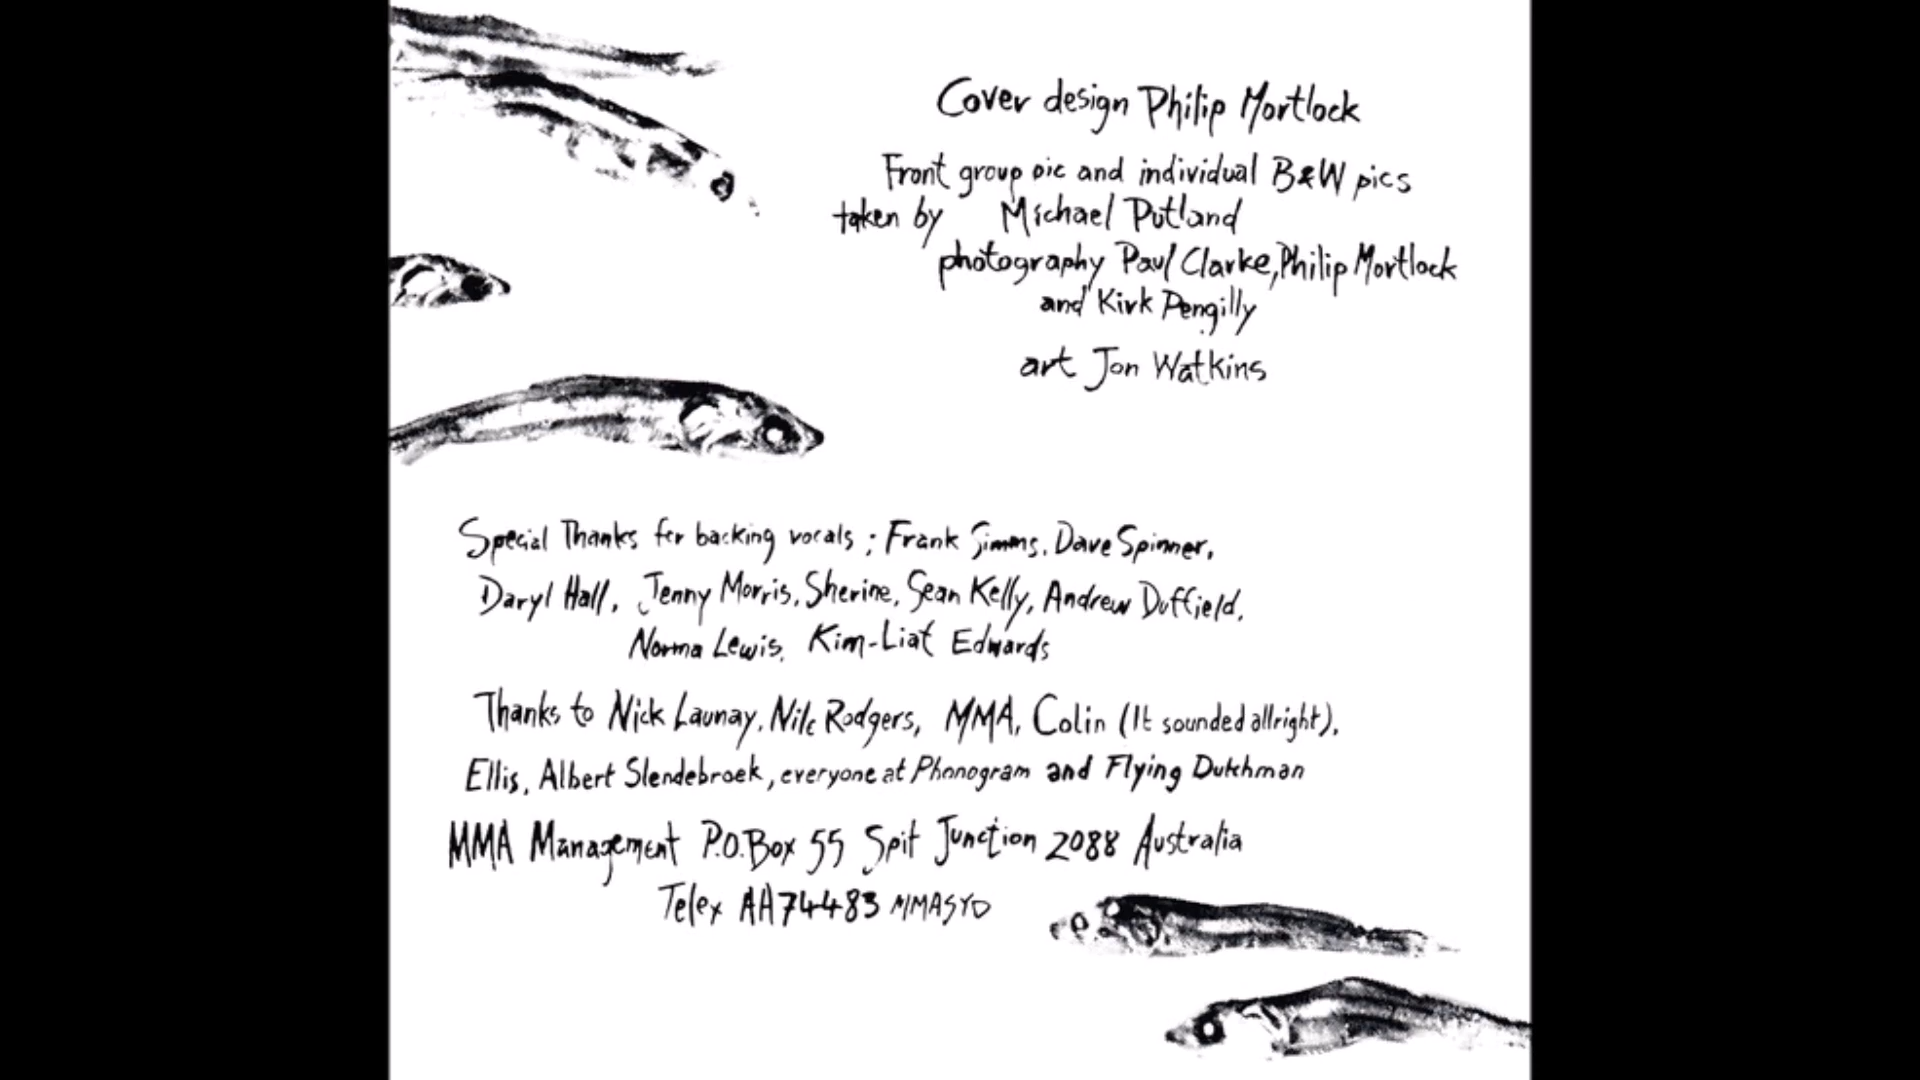 Cover design Philip Mortlock
Front group pic and individual B&W pics
taken by Michael Putland
photography Paul Clarke, Philip Mortlock
and Kirk Pengilly
art Jon Watkins
Special Thanks for backing vocals ; Frank Simms, Dave Spinner,
Daryl Hall, Jenny Morris, Sherine, Sean Kelly, Andrew Duffield,
Norma Lewis, Kim-Liat Edwards
Thanks to Nick Launay, Nile Rodgers, MMA, Colin (It sounded allright),
Ellis, Albert Slendebroek, everyone at Phonogram and Flying Dutchman
MMA Management P.O.Box 55 Spit Junction 2088 Australia
Telex AA74483 MMASYD